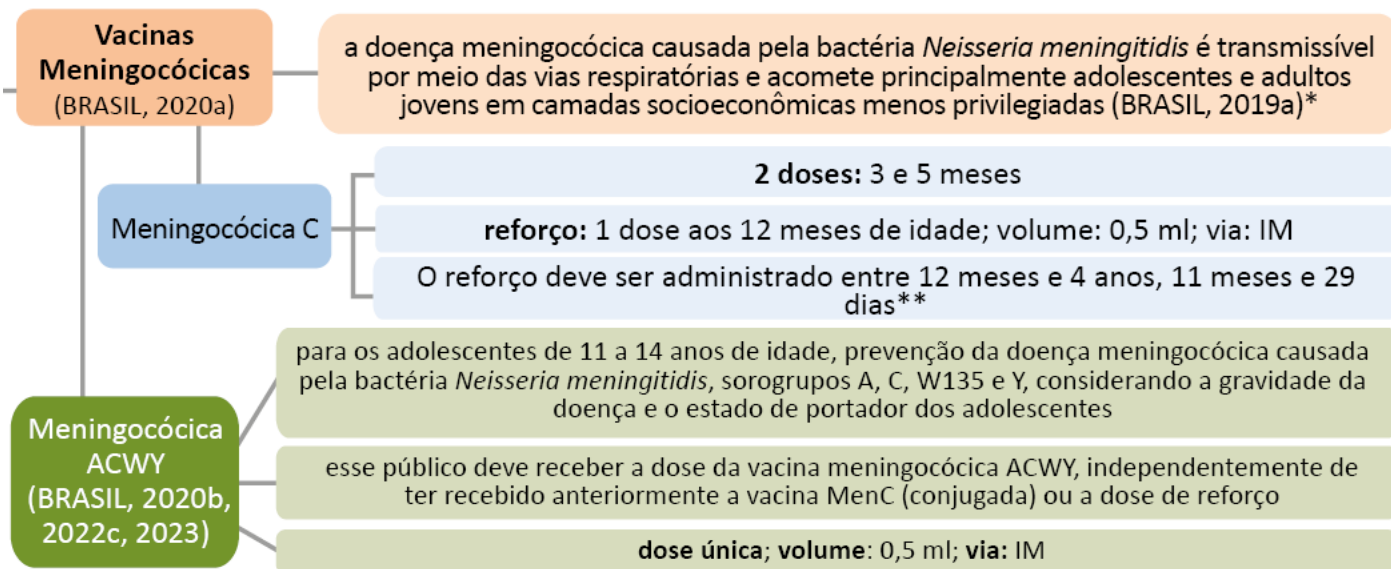 Vacinas
Meningocócicas
(BRASIL, 2020a)
a doença meningocócica causada pela bactéria Neisseria meningitidis é transmissível
por meio das vias respiratórias e acomete principalmente adolescentes e adultos
jovens em camadas socioeconômicas menos privilegiadas (BRASIL, 2019a)*
Meningocócica C
2 doses: 3 e 5 meses
reforço: 1 dose aos 12 meses de idade; volume: 0,5 ml; via: IM
O reforço deve ser administrado entre 12 meses e 4 anos, 11 meses e 29
dias**
Meningocócica
ACWY
(BRASIL, 2020b,
2022c, 2023)
para os adolescentes de 11 a 14 anos de idade, prevenção da doença meningocócica causada
pela bactéria Neisseria meningitidis, sorogrupos A, C, W135 e Y, considerando a gravidade da
doença e o estado de portador dos adolescentes
esse público deve receber a dose da vacina meningocócica ACWY, independentemente de
ter recebido anteriormente a vacina MenC (conjugada) ou a dose de reforço
dose única; volume: 0,5 ml; via: IM